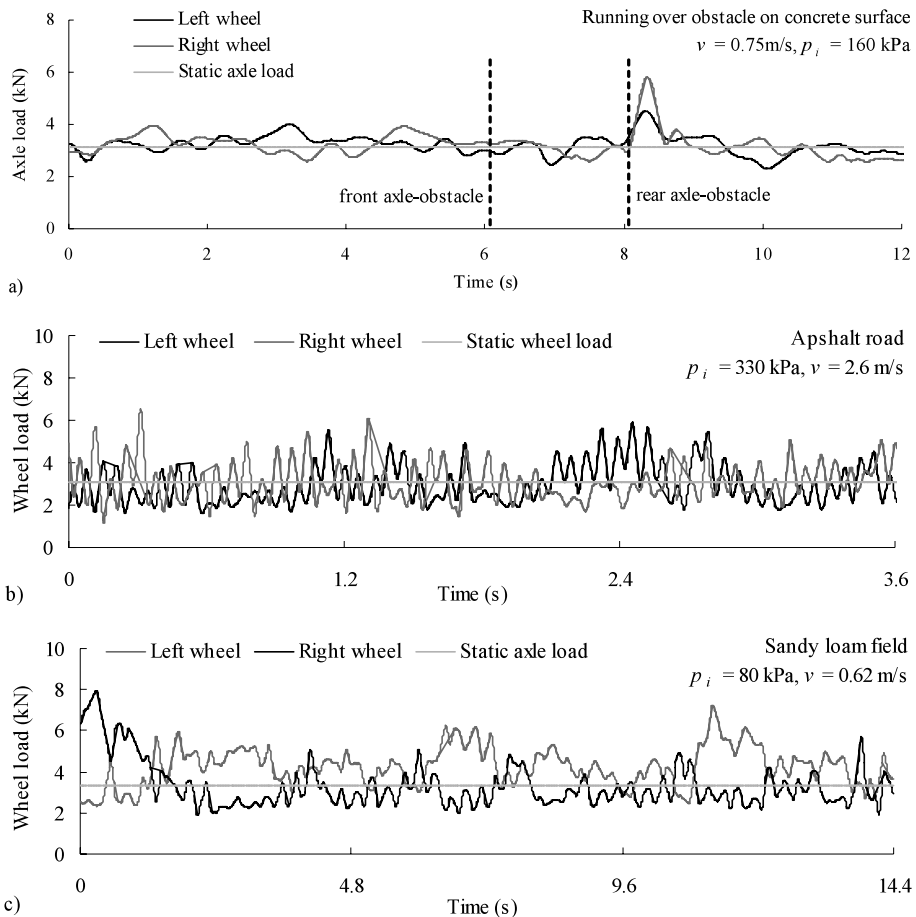 8
Left wheel
Running over obstacle on concrete surface
Right wheel
v = 0.75m/s, p i = 160 kPa
6
Static axle load
Axle load (kN)
4
2
front axle-obstacle
rear axle-obstacle
0
0 2 4 6 8 10 12
Time (s)
a)
10
Left wheel Right wheel Static wheel load
Apshalt road
p i = 330 kPa, v = 2.6 m/s
8
6
Wheel load (kN)
4
2
0
0 1.2 2.4 3.6
Time (s)
b)
10
Left wheel Right wheel Static axle load
Sandy loam field
p i = 80 kPa, v = 0.62 m/s
8
6
Wheel load (kN)
4
2
0
0 4.8 9.6 14.4
Time (s)
c)